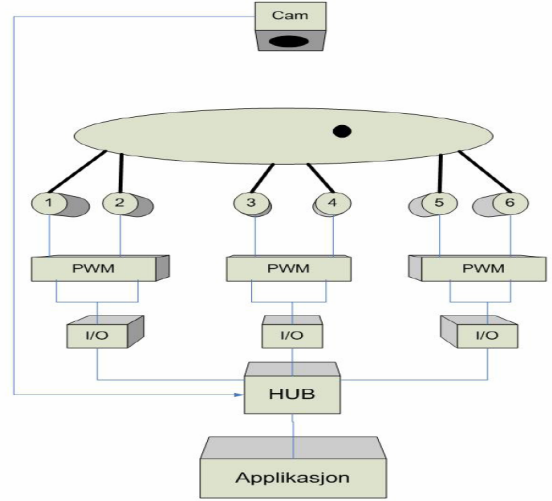 Cam
1 2 3 4 5 6
PWM PWM PWM
I/O I/O I/O
HUB
Applikasjon